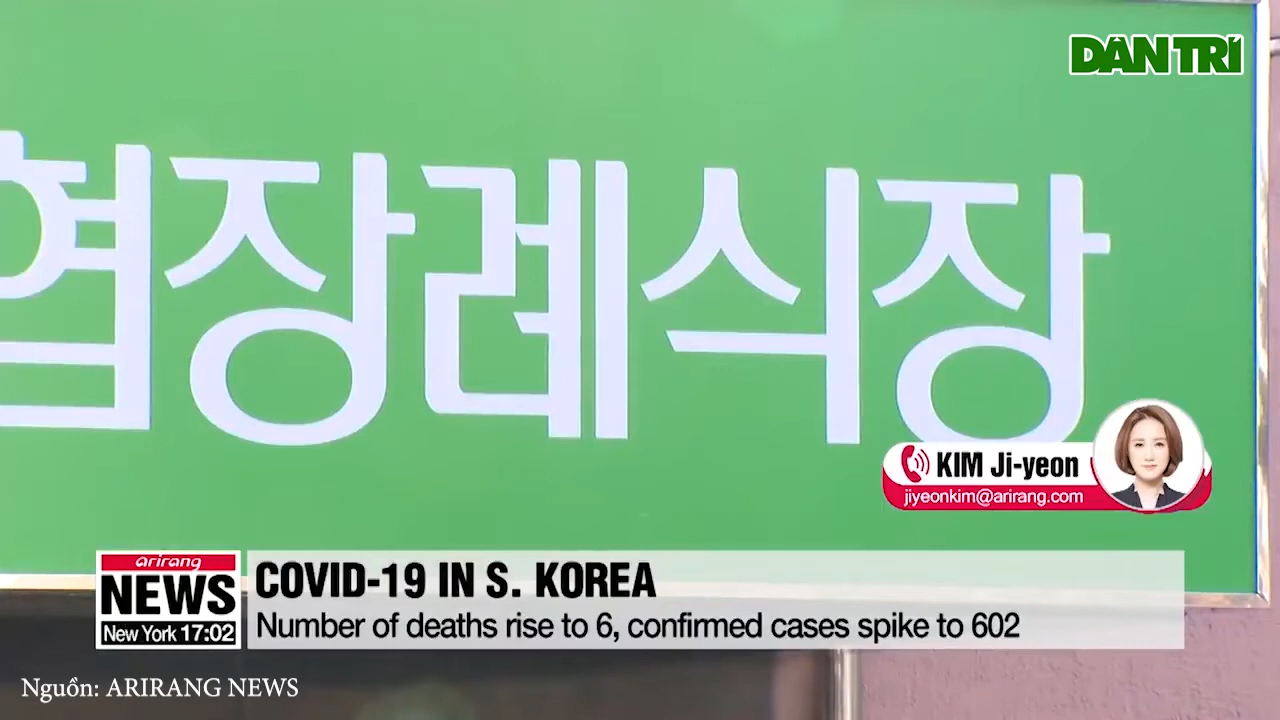 DÂN TRÍ
협장례식장
KIM Ji-yeon
jiyeonkim@arirang.com
arirang
NEWS
New York 17:02
COVID-19 IN S. KOREA
Number of deaths rise to 6, confirmed cases spike to 602
Nguồn: ARIRANG NEWS